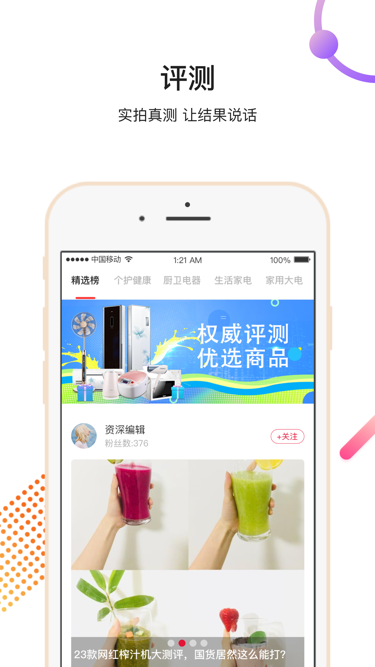 评测
实拍真测 让结果说话
中国移动 1:21 AM 100%
精选榜 个护健康 厨卫电器 生活家电 家用大电
权威评测
优选商品
资深编辑
粉丝数:376
+关注
23款网红榨汁机大测评，国货居然这么能打?